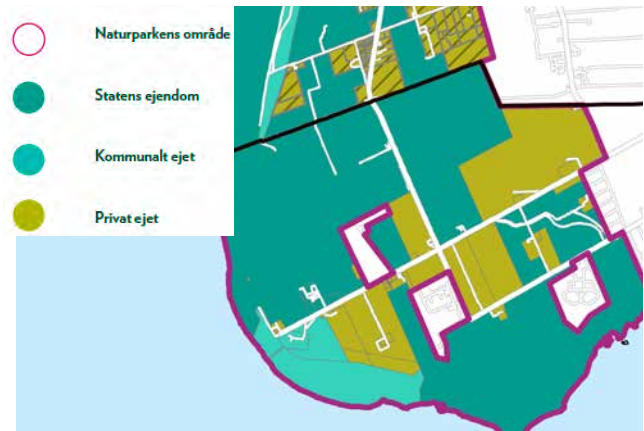 Naturparkens område
Statens ejendom
Kommunalt ejet
Privat ejet